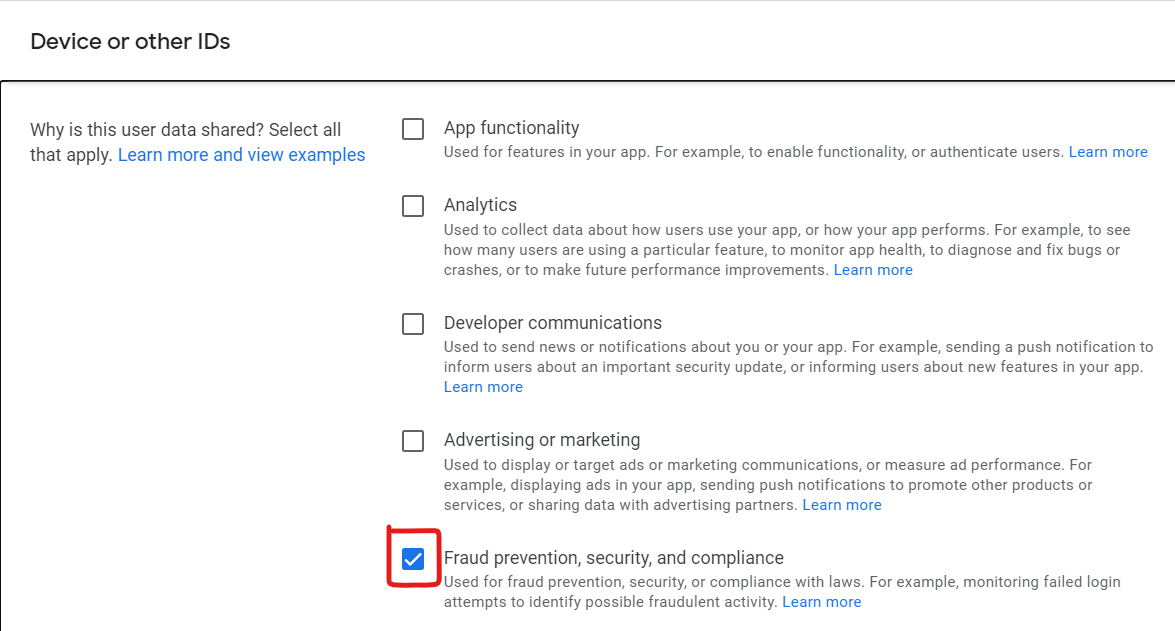 Device or other IDs
Why is this user data shared? Select all
that apply. Learn more and view examples
App functionality
Used for features in your app. For example, to enable functionality, or authenticate users. Learn more
Analytics
Used to collect data about how users use your app, or how your app performs. For example, to see
how many users are using a particular feature, to monitor app health, to diagnose and fix bugs or
crashes, or to make future performance improvements. Learn more
Developer communications
Used to send news or notifications about you or your app. For example, sending a push notification to
inform users about an important security update, or informing users about new features in your app.
Learn more
Advertising or marketing
Used to display or target ads or marketing communications, or measure ad performance. For
example, displaying ads in your app, sending push notifications to promote other products or
services, or sharing data with advertising partners. Learn more
Fraud prevention, security, and compliance
Used for fraud prevention, security, or compliance with laws. For example, monitoring failed login
attempts to identify possible fraudulent activity. Learn more